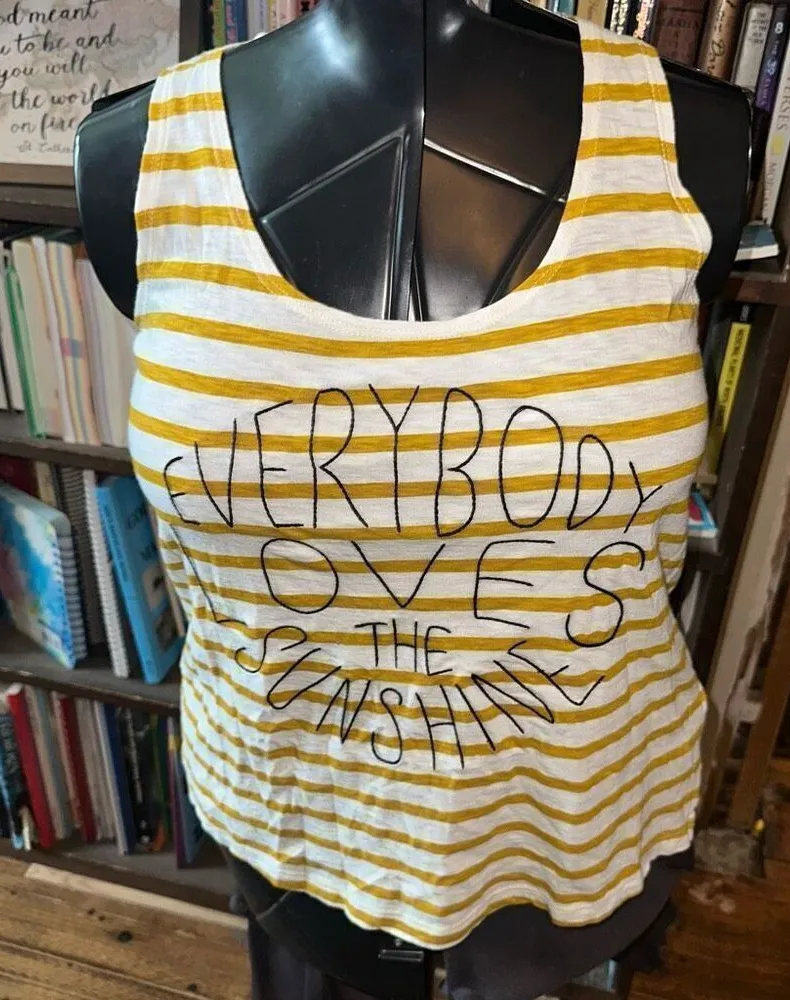 d meant
to be and
you will
the world
on fire
EVERYBODY
LOVES
THE
SUNSHINE